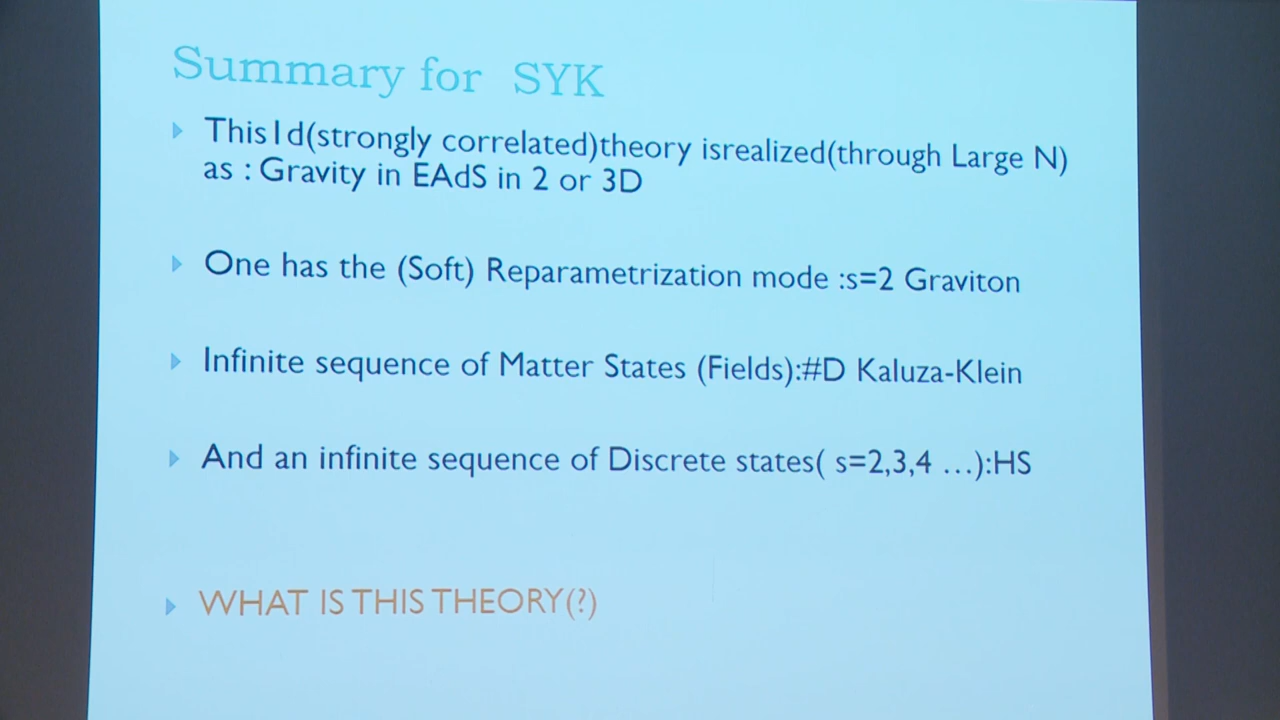 Summary for SYK
This 1d(strongly correlated)theory isrealized(through Large N)
as : Gravity in EAdS in 2 or 3D
One has the (Soft) Reparametrization mode :s=2 Graviton
Infinite sequence of Matter States (Fields):#D Kaluza-Klein
And an infinite sequence of Discrete states( s=2,3,4 ...):HS
WHAT IS THIS THEORY(?)